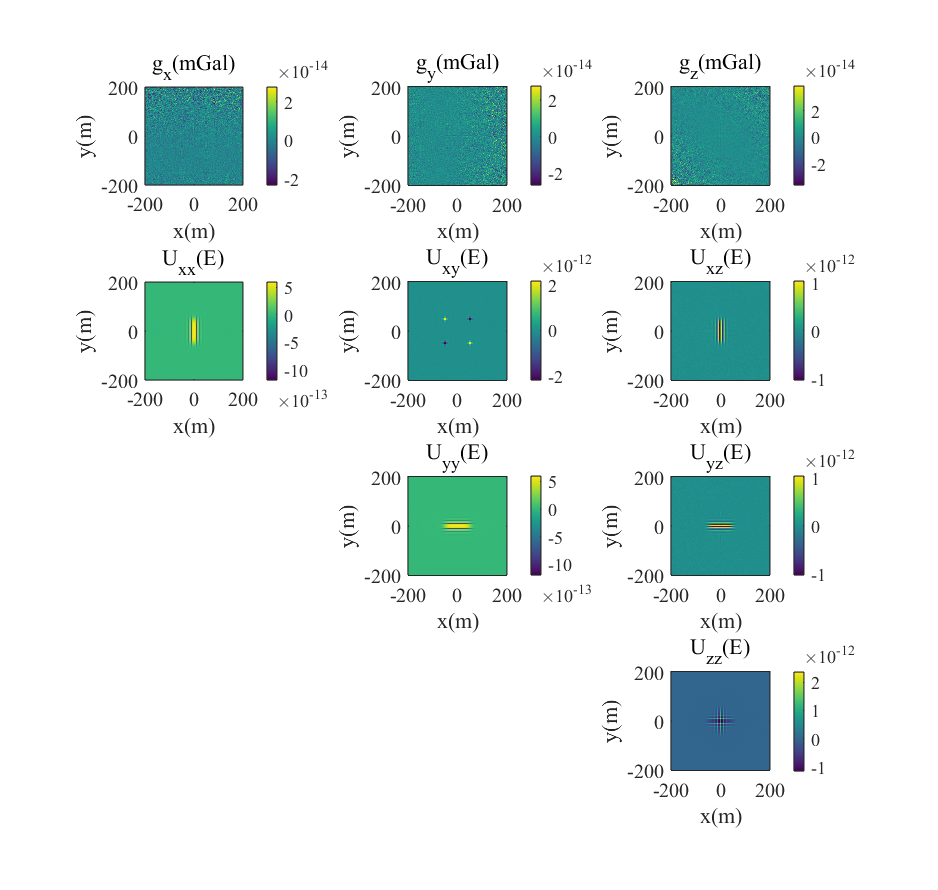 g_x(mGal)
×10^-14
200
0
-200
y(m)
-200 0 200
x(m)
2
0
-2
g_y(mGal)
×10^-14
200
0
-200
y(m)
-200 0 200
x(m)
2
0
-2
g_z(mGal)
×10^-14
200
0
-200
y(m)
-200 0 200
x(m)
2
0
-2
U_xx(E)
200
0
-200
y(m)
-200 0 200
x(m)
5
0
-5
-10
×10^-13
U_xy(E)
×10^-12
200
0
-200
y(m)
-200 0 200
x(m)
2
0
-2
U_xz(E)
×10^-12
200
0
-200
y(m)
-200 0 200
x(m)
1
0
-1
U_yy(E)
200
0
-200
y(m)
-200 0 200
x(m)
5
0
-5
-10
×10^-13
U_yz(E)
×10^-12
200
0
-200
y(m)
-200 0 200
x(m)
1
0
-1
U_zz(E)
×10^-12
200
0
-200
y(m)
-200 0 200
x(m)
2
1
0
-1